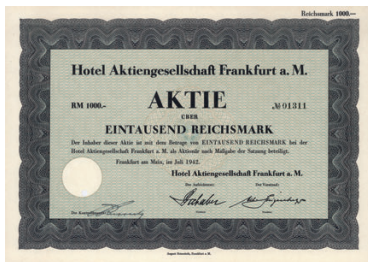 Reichsmark 1000.—
Hotel Aktiengesellschaft Frankfurt a. M.
RM 1000.- AKTIE № 01311
ÜBER
EINTAUSEND REICHSMARK
Der Inhaber dieser Aktie ist mit dem Betrage von EINTAUSEND REICHSMARK bei der
Hotel Aktiengesellschaft Frankfurt a. M. als Aktionär nach Maßgabe der Satzung beteiligt.
Frankfurt am Main, im Juli 1942.
Hotel Aktiengesellschaft Frankfurt a. M.
Der Aufsichtsrat: Der Vorstand:
Der Kontrollbeamte: